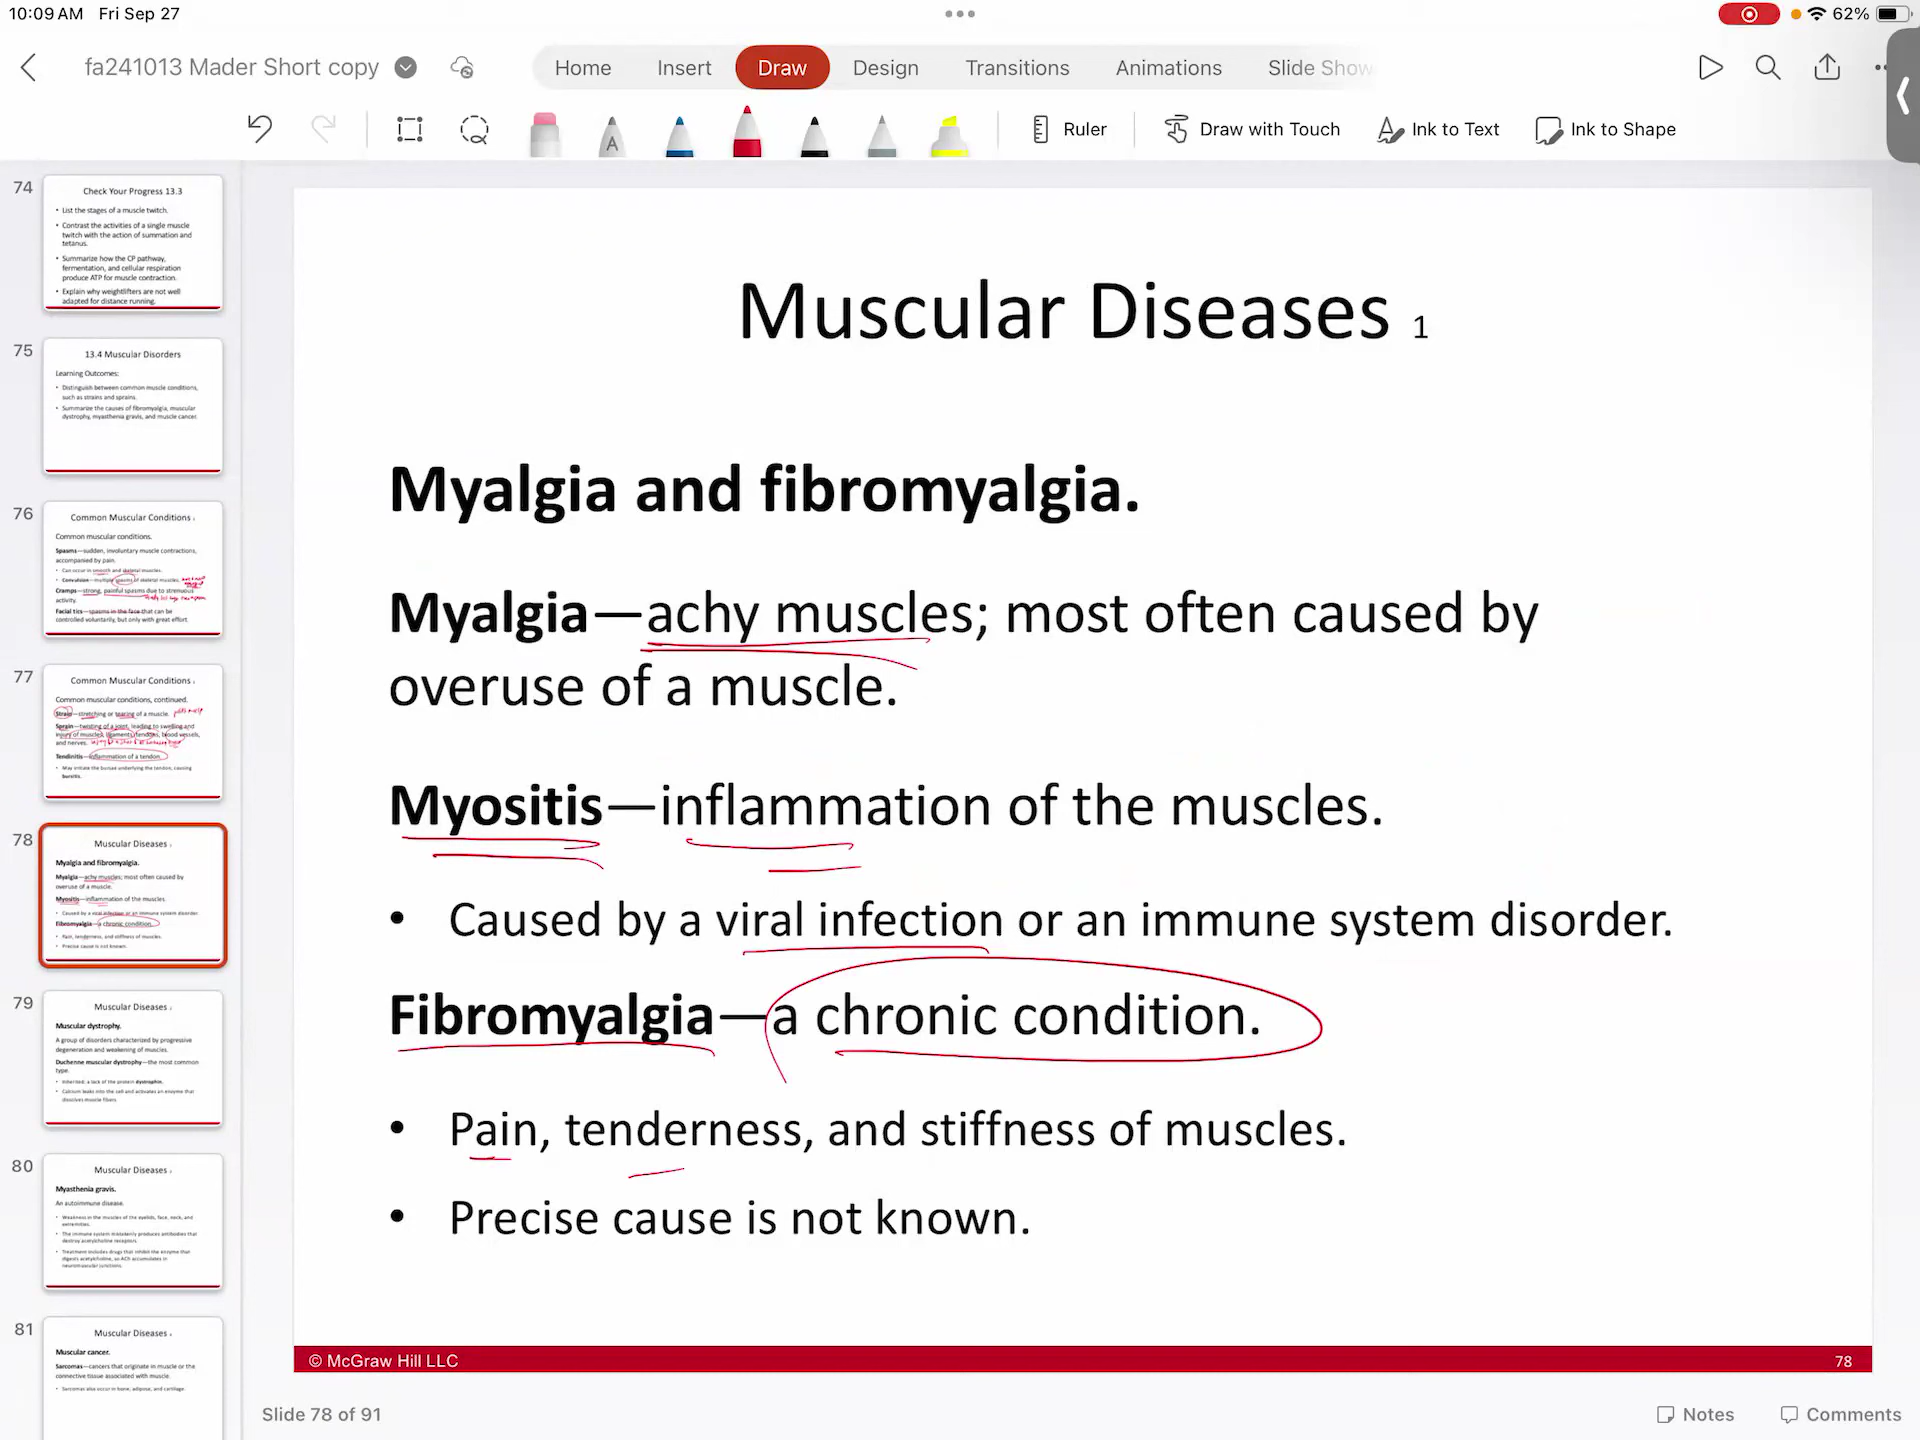 10:09 AM Fri Sep 27
62%
fa241013 Mader Short copy
Home Insert Draw Design Transitions Animations Slide Show
A
Ruler
Draw with Touch
Ink to Text
Ink to Shape
74
Check Your Progress 13.3
• List the stages of a muscle twitch.
• Contrast the activities of a single muscle
twitch with the action of summation and
tetanus.
• Summarize how the CP pathway,
fermentation, and cellular respiration
produce ATP for muscle contraction.
• Explain why weightlifters are not well
adapted for distance running.
75
13.4 Muscular Disorders
Learning Outcomes:
• Distinguish between common muscle conditions,
such as strains and sprains.
• Summarize the causes of fibromyalgia, muscular
dystrophy, myasthenia gravis, and muscle cancer.
76
Common Muscular Conditions
Common muscular conditions.
Spasms—sudden, involuntary muscle contractions,
accompanied by pain.
• Can occur in smooth and skeletal muscles.
• Convulsion—multiple spasms of skeletal muscles.
Cramps—strong, painful spasms due to strenuous
activity.
Facial tics—spasms in the face that can be
controlled voluntarily, but only with great effort.
77
Common Muscular Conditions
Common muscular conditions, continued.
Strain—stretching or tearing of a muscle.
Sprain—twisting of a joint, leading to swelling and
injury of muscles, ligaments, tendons, blood vessels,
and nerves.
Tendinitis—inflammation of a tendon.
• May irritate the bursae underlying the tendon, causing
bursitis.
78
Muscular Diseases
Myalgia and fibromyalgia.
Myalgia—achy muscles; most often caused by
overuse of a muscle.
Myositis—inflammation of the muscles.
• Caused by a viral infection or an immune system disorder.
Fibromyalgia—a chronic condition.
• Pain, tenderness, and stiffness of muscles.
• Precise cause is not known.
79
Muscular Diseases
Muscular dystrophy.
A group of disorders characterized by progressive
degeneration and weakening of muscles.
Duchenne muscular dystrophy—the most common
type.
• Inherited: a lack of the protein dystrophin.
• Calcium leaks into the cell and activates an enzyme that
dissolves muscle fibers.
80
Muscular Diseases
Myasthenia gravis.
An autoimmune disease.
• Weakness in the muscles of the eyelids, face, neck, and
extremities.
• The immune system mistakenly produces antibodies that
destroy acetylcholine receptors.
• Treatment includes drugs that inhibit the enzyme that
digests acetylcholine, so ACh accumulates in
neuromuscular junctions.
81
Muscular Diseases
Muscular cancer.
Sarcomas—cancers that originate in muscle or the
connective tissue associated with muscle.
• Sarcomas also occur in bone, adipose, and cartilage.
Muscular Diseases 1
Myalgia and fibromyalgia.
Myalgia—achy muscles; most often caused by
overuse of a muscle.
Myositis—inflammation of the muscles.
• Caused by a viral infection or an immune system disorder.
Fibromyalgia—a chronic condition.
• Pain, tenderness, and stiffness of muscles.
• Precise cause is not known.
© McGraw Hill LLC
78
Slide 78 of 91
Notes
Comments